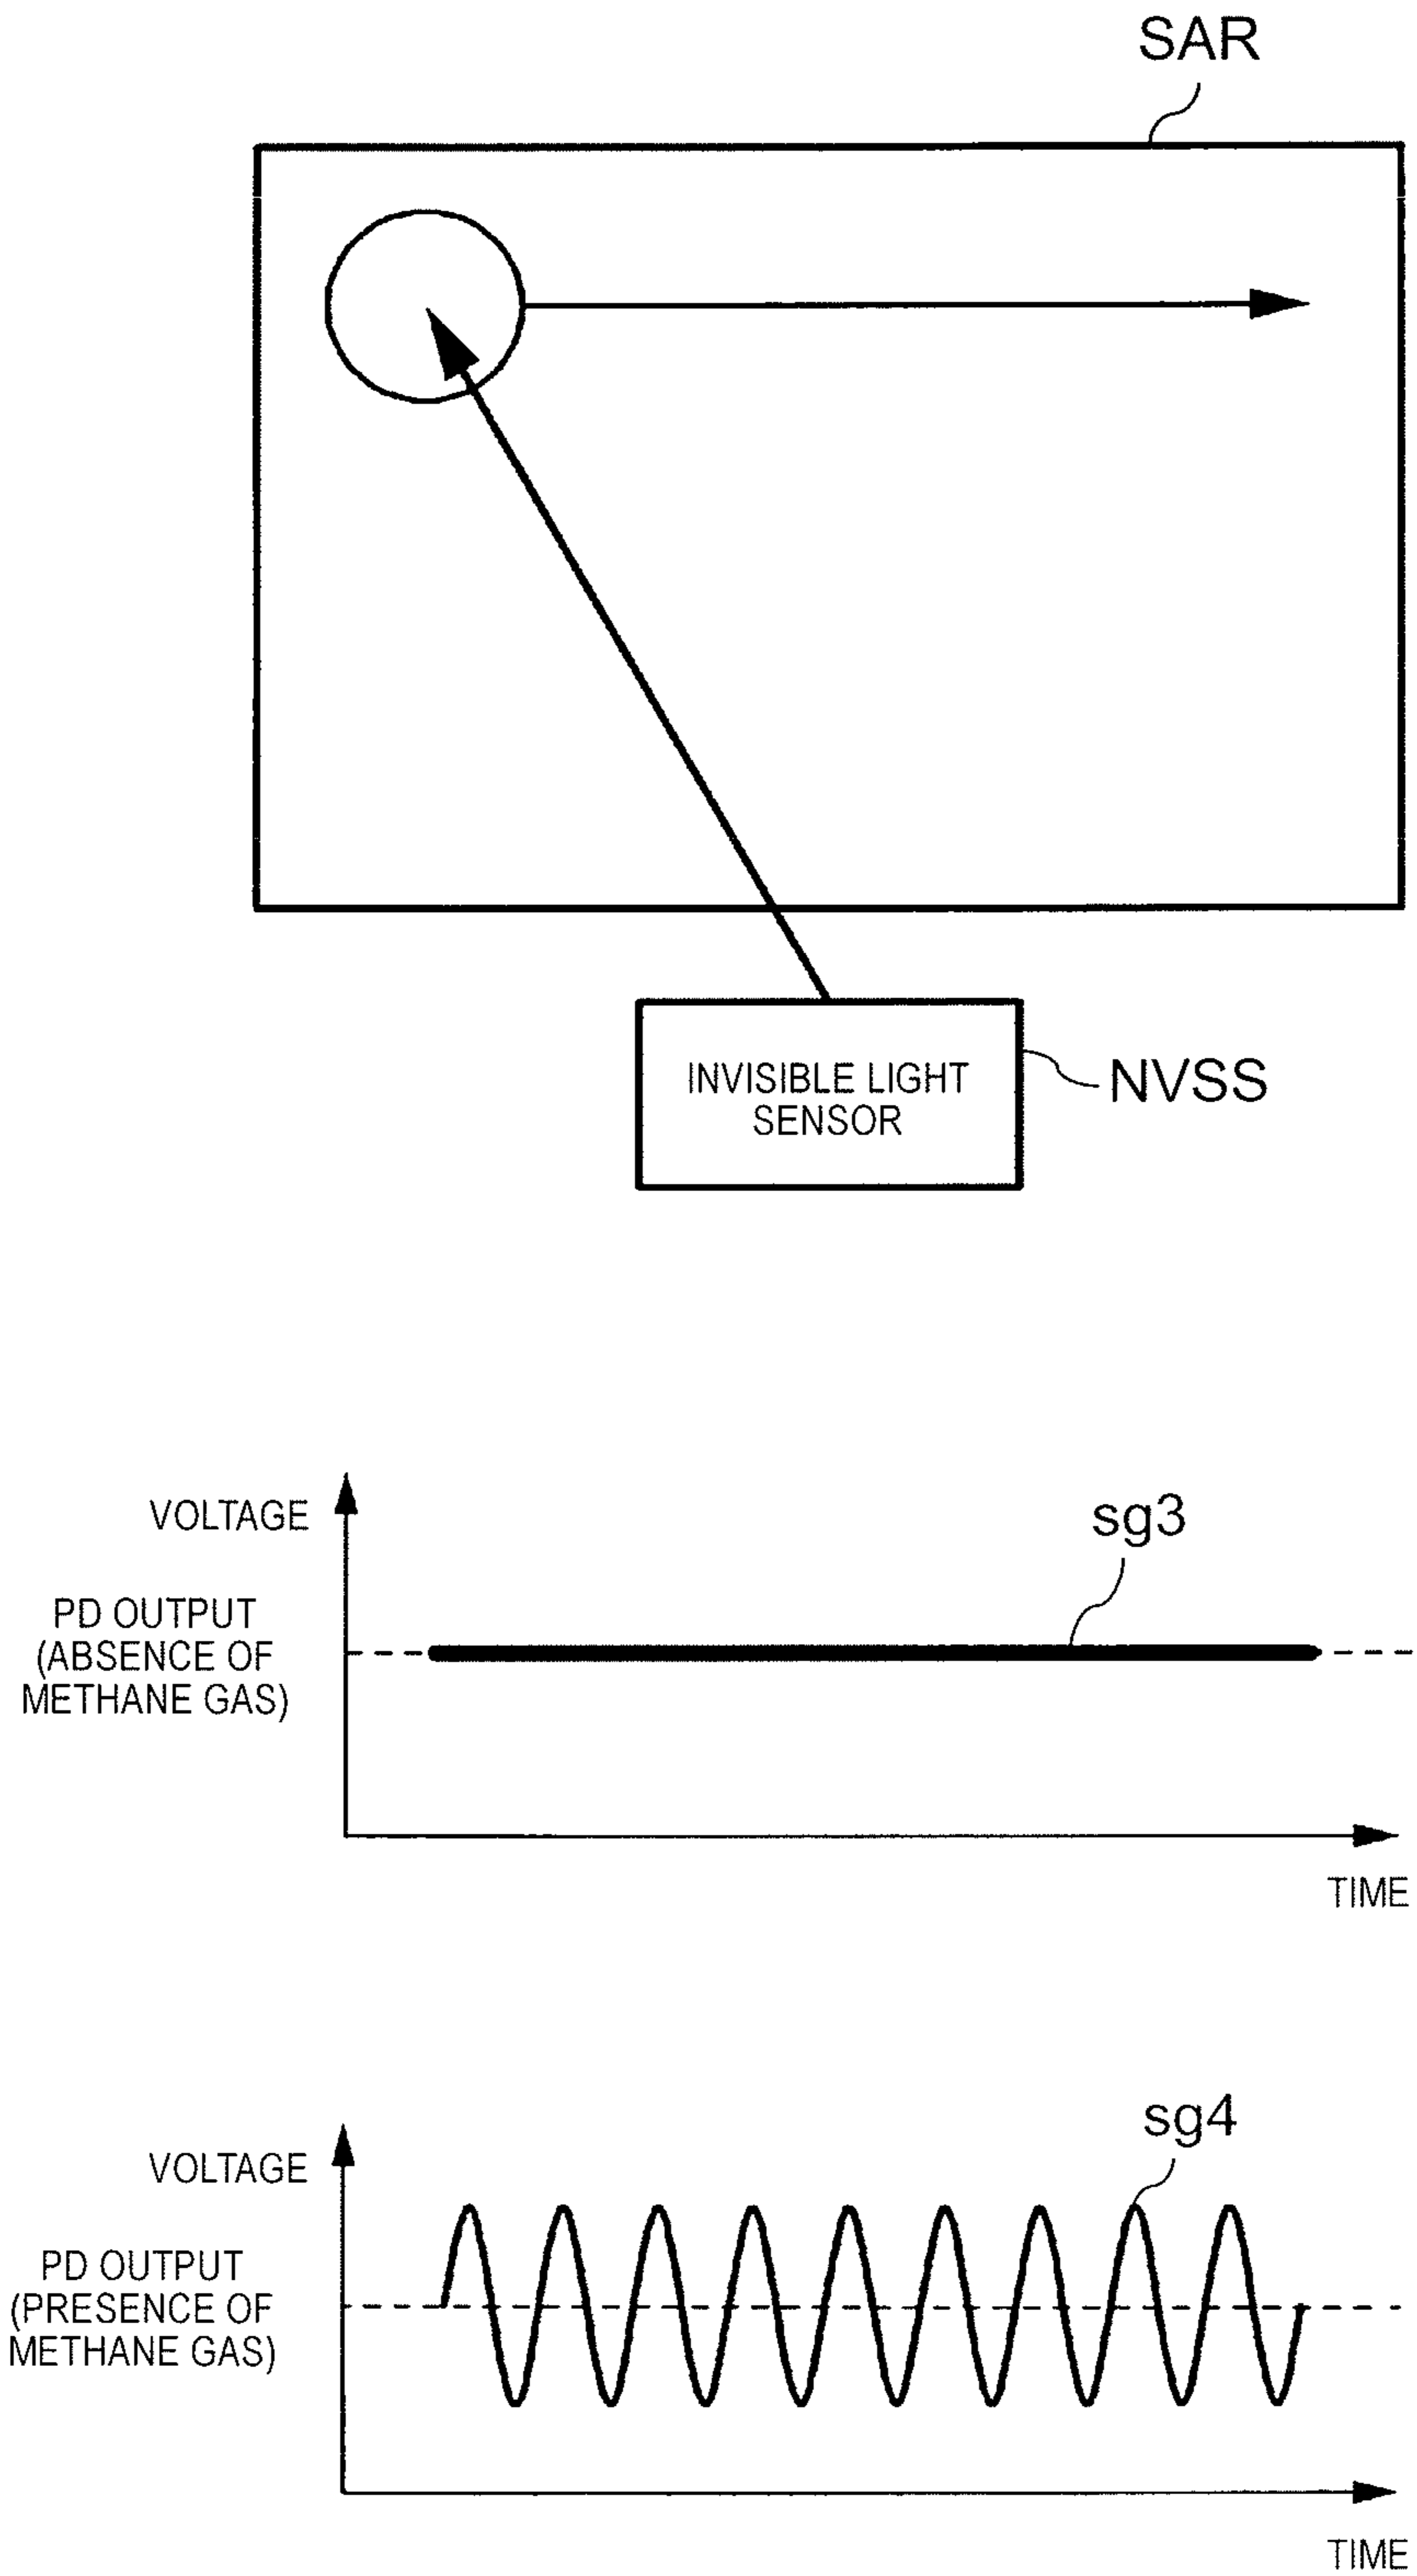 SAR
INVISIBLE LIGHT
SENSOR
NVSS
VOLTAGE
sg3
PD OUTPUT
(ABSENCE OF
METHANE GAS)
TIME
sg4
VOLTAGE
PD OUTPUT
(PRESENCE OF
METHANE GAS)
TIME